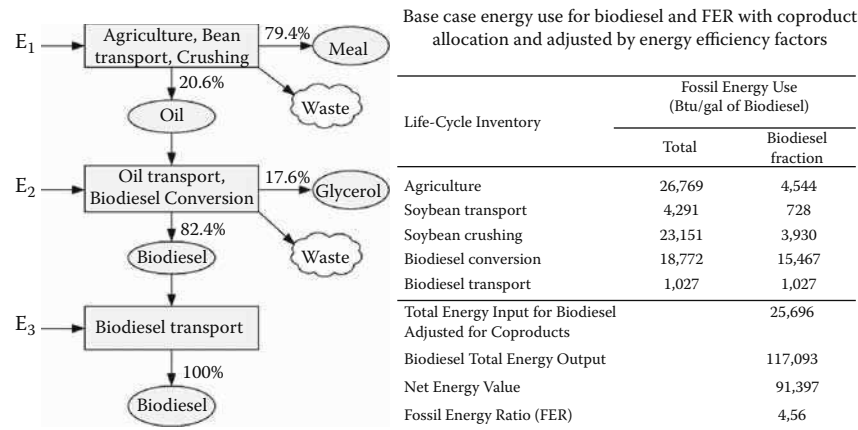 E1
Agriculture, Bean
transport, Crushing
79.4%
Meal
20.6%
Waste
Oil
E2
Oil transport,
Biodiesel Conversion
17.6%
Glycerol
82.4%
Waste
Biodiesel
E3
Biodiesel transport
100%
Biodiesel
Base case energy use for biodiesel and FER with coproduct
allocation and adjusted by energy efficiency factors
Fossil Energy Use
(Btu/gal of Biodiesel)
Life-Cycle Inventory
Total
Biodiesel
fraction
Agriculture 26,769 4,544
Soybean transport 4,291 728
Soybean crushing 23,151 3,930
Biodiesel conversion 18,772 15,467
Biodiesel transport 1,027 1,027
Total Energy Input for Biodiesel 25,696
Adjusted for Coproducts
Biodiesel Total Energy Output 117,093
Net Energy Value 91,397
Fossil Energy Ratio (FER) 4,56